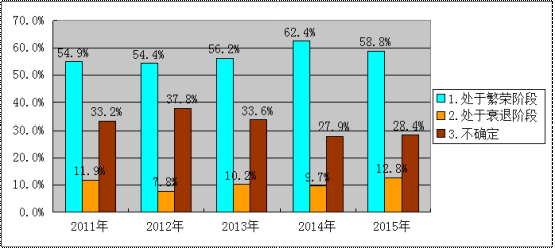 70.0%
60.0%
50.0%
40.0%
30.0%
20.0%
10.0%
0.0%
54.9%
33.2%
11.9%
54.4%
37.8%
7.8%
56.2%
33.6%
10.2%
62.4%
27.9%
9.7%
58.8%
28.4%
12.8%
2011年
2012年
2013年
2014年
2015年
1.处于繁荣阶段
2.处于衰退阶段
3.不确定